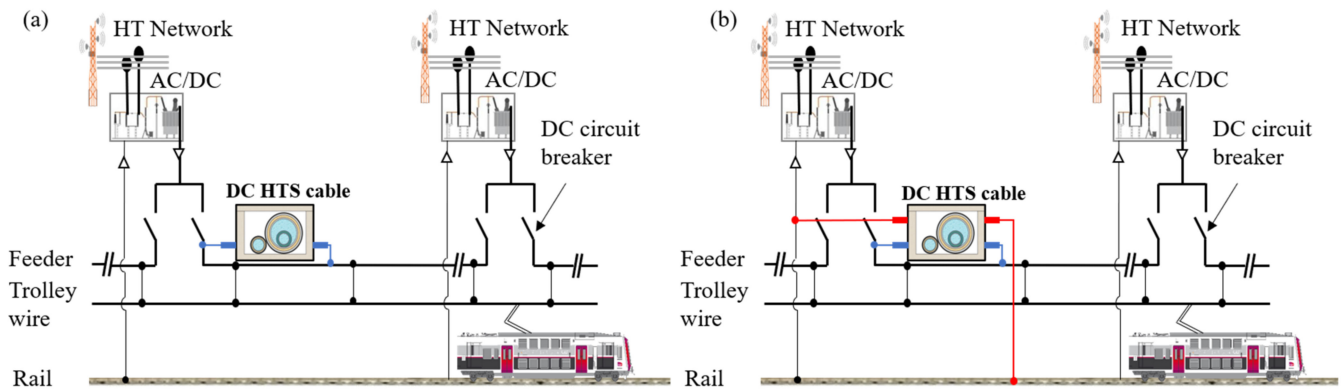 (a)
HT Network
HT Network
AC/DC
AC/DC
DC circuit
breaker
DC HTS cable
Feeder
Trolley
wire
Rail
(b)
HT Network
HT Network
AC/DC
AC/DC
DC circuit
breaker
DC HTS cable
Feeder
Trolley
wire
Rail